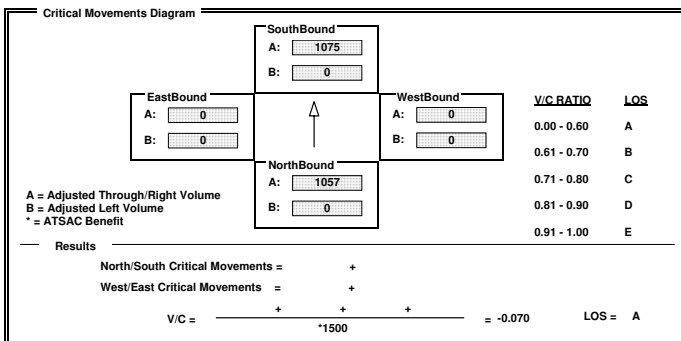 Critical Movements Diagram
SouthBound
A: 1075
B: 0
EastBound
A: 0
B: 0
WestBound
A: 0
B: 0
NorthBound
A: 1057
B: 0
V/C RATIO LOS
0.00 - 0.60 A
0.61 - 0.70 B
0.71 - 0.80 C
0.81 - 0.90 D
0.91 - 1.00 E
A = Adjusted Through/Right Volume
B = Adjusted Left Volume
* = ATSAC Benefit
Results
North/South Critical Movements = +
West/East Critical Movements = +
V/C = + + + = -0.070 LOS = A
*1500